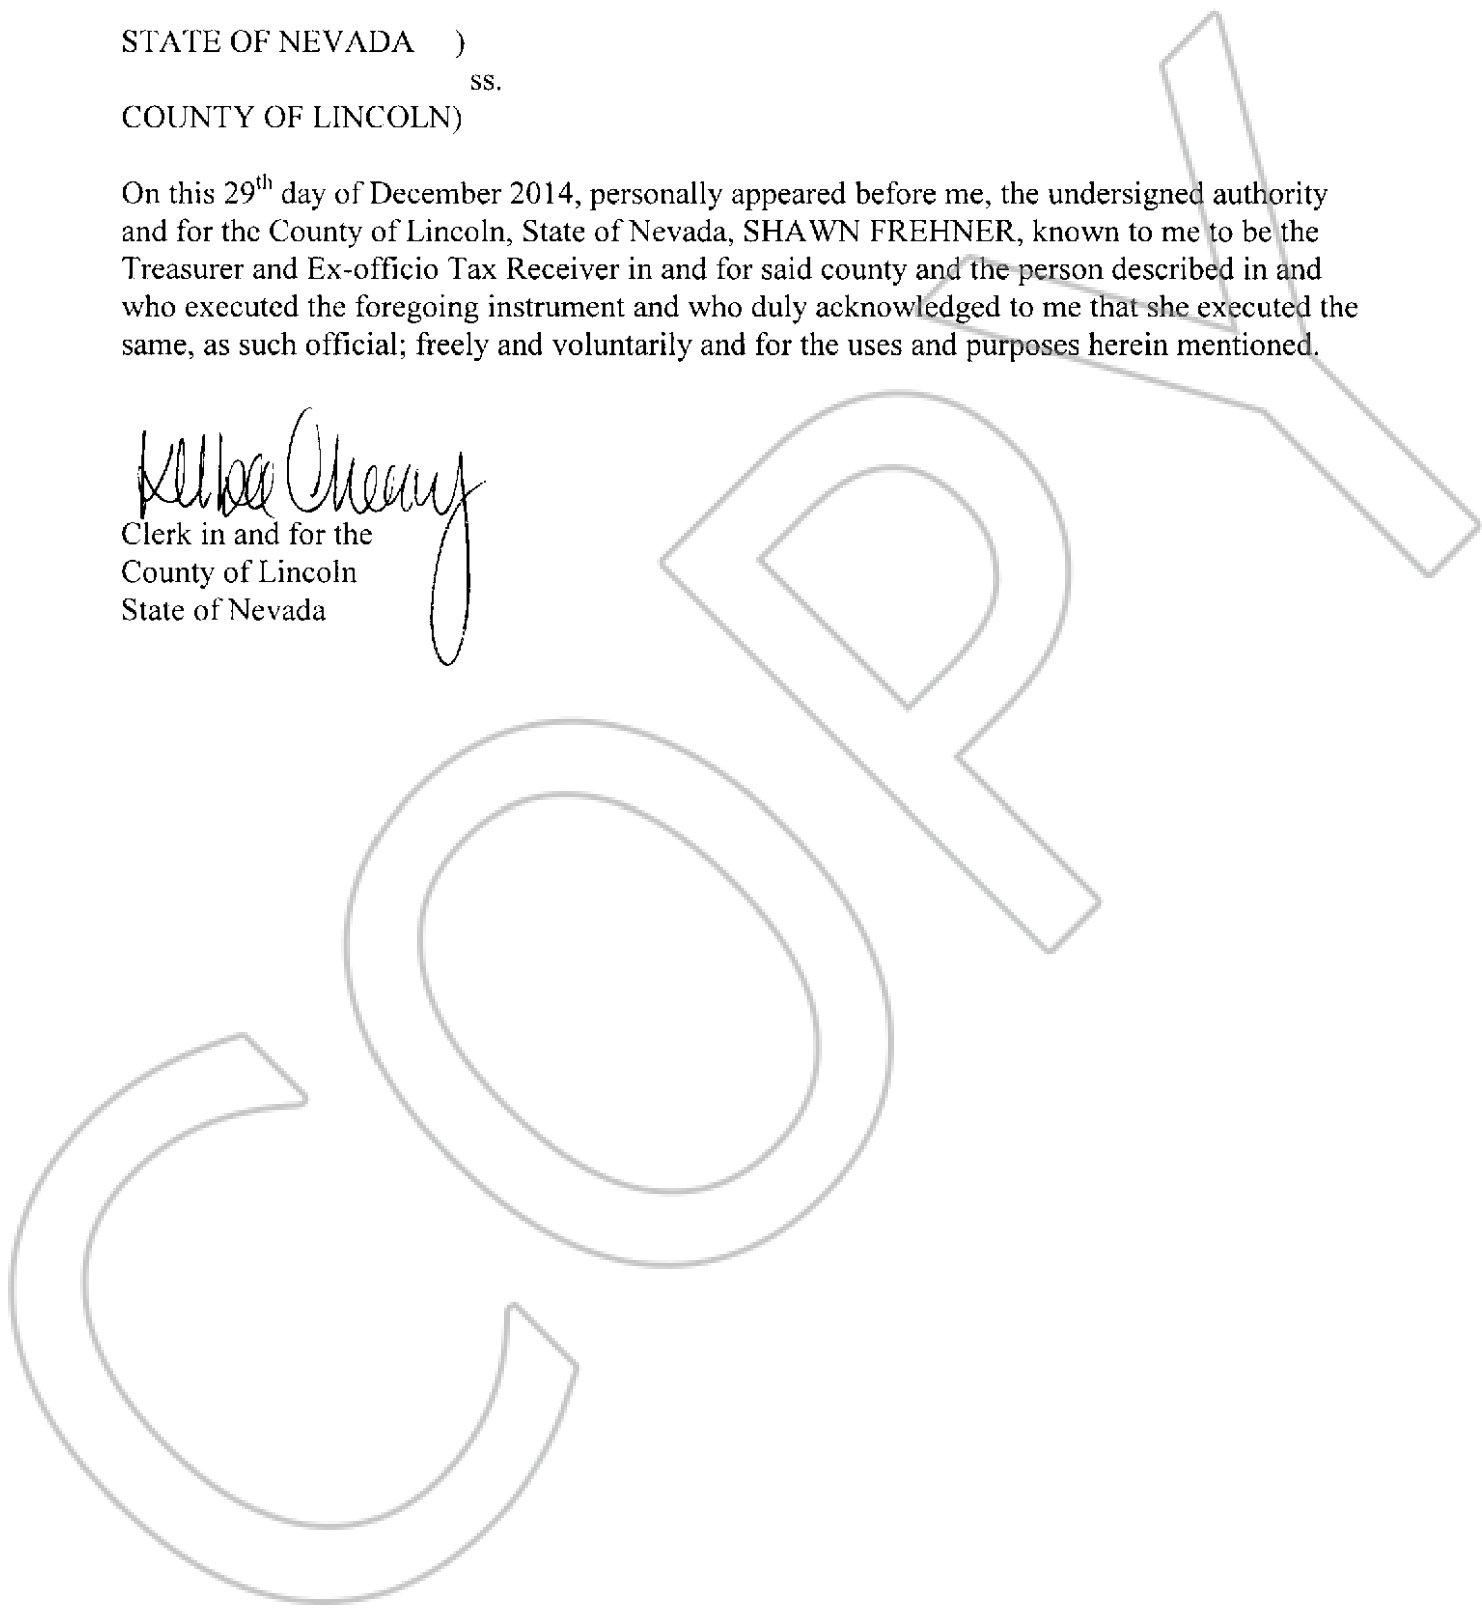 STATE OF NEVADA )
ss.
COUNTY OF LINCOLN)
On this 29th day of December 2014, personally appeared before me, the undersigned authority
and for the County of Lincoln, State of Nevada, SHAWN FREHNER, known to me to be the
Treasurer and Ex-officio Tax Receiver in and for said county and the person described in and
who executed the foregoing instrument and who duly acknowledged to me that she executed the
same, as such official; freely and voluntarily and for the uses and purposes herein mentioned.
Clerk in and for the
County of Lincoln
State of Nevada
COPY